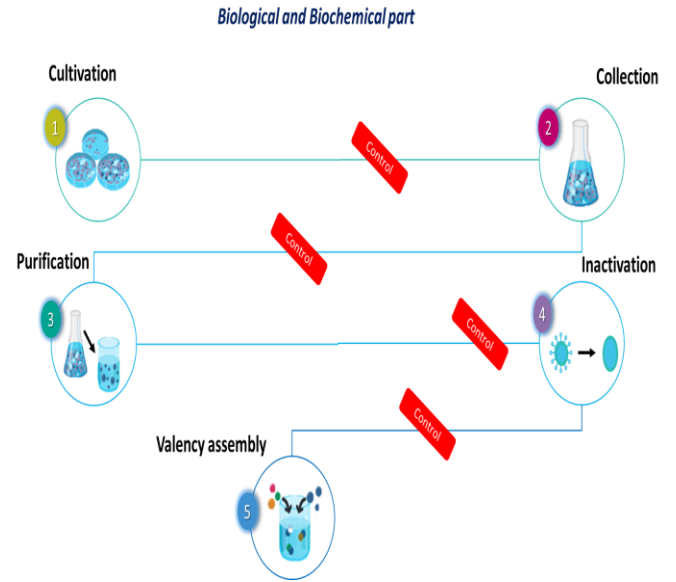 Biological and Biochemical part
Cultivation
Collection
1
Control
2
Control
Purification
Inactivation
3
Control
4
Control
Valency assembly
5